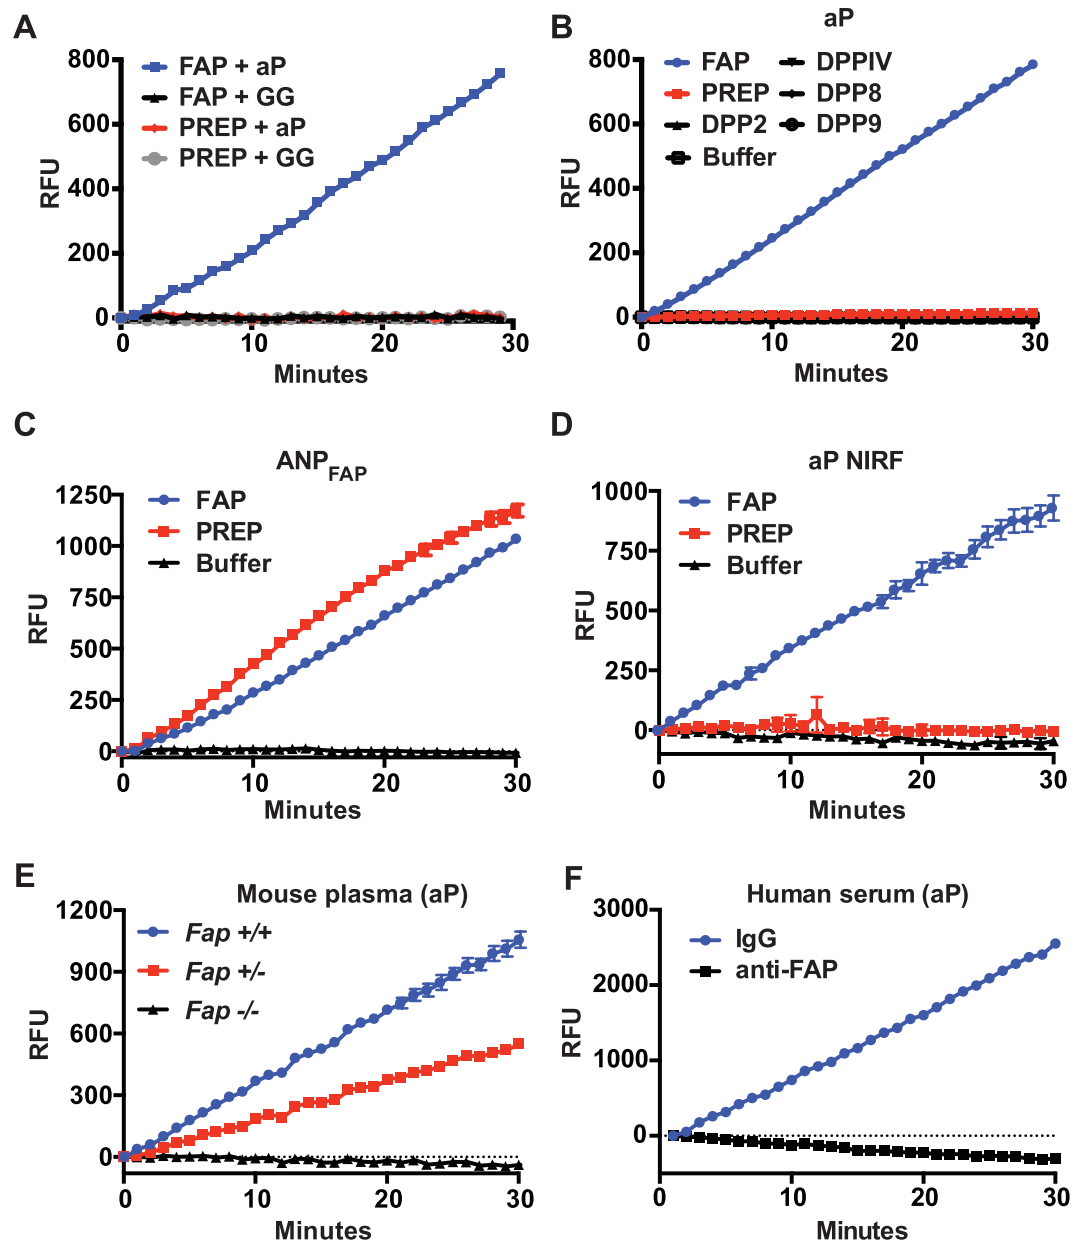 A
800
600
400
200
0
RFU
FAP + aP
FAP + GG
PREP + aP
PREP + GG
0 10 20 30
Minutes
B
aP
800
600
400
200
0
RFU
FAP DPPIV
PREP DPP8
DPP2 DPP9
Buffer
0 10 20 30
Minutes
C
ANP FAP
1250
1000
750
500
250
0
RFU
FAP
PREP
Buffer
0 10 20 30
Minutes
D
aP NIRF
1000
750
500
250
0
RFU
FAP
PREP
Buffer
0 10 20 30
Minutes
E
Mouse plasma (aP)
1200
900
600
300
0
RFU
Fap +/+
Fap +/-
Fap -/-
0 10 20 30
Minutes
F
Human serum (aP)
3000
2000
1000
0
RFU
IgG
anti-FAP
0 10 20 30
Minutes